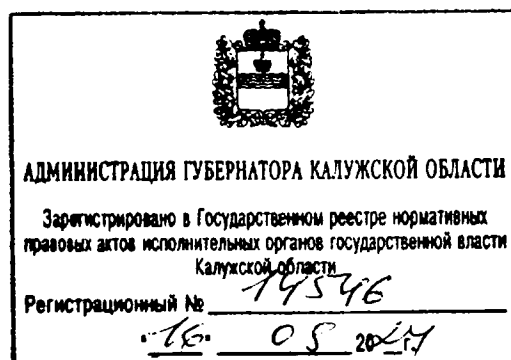 АДМИНИСТРАЦИЯ ГУБЕРНАТОРА КАЛУЖСКОЙ ОБЛАСТИ
Зарегистрировано в Государственном реестре нормативных
правовых актов исполнительных органов государственной власти
Калужской области
Регистрационный № 14546
05 20 г.